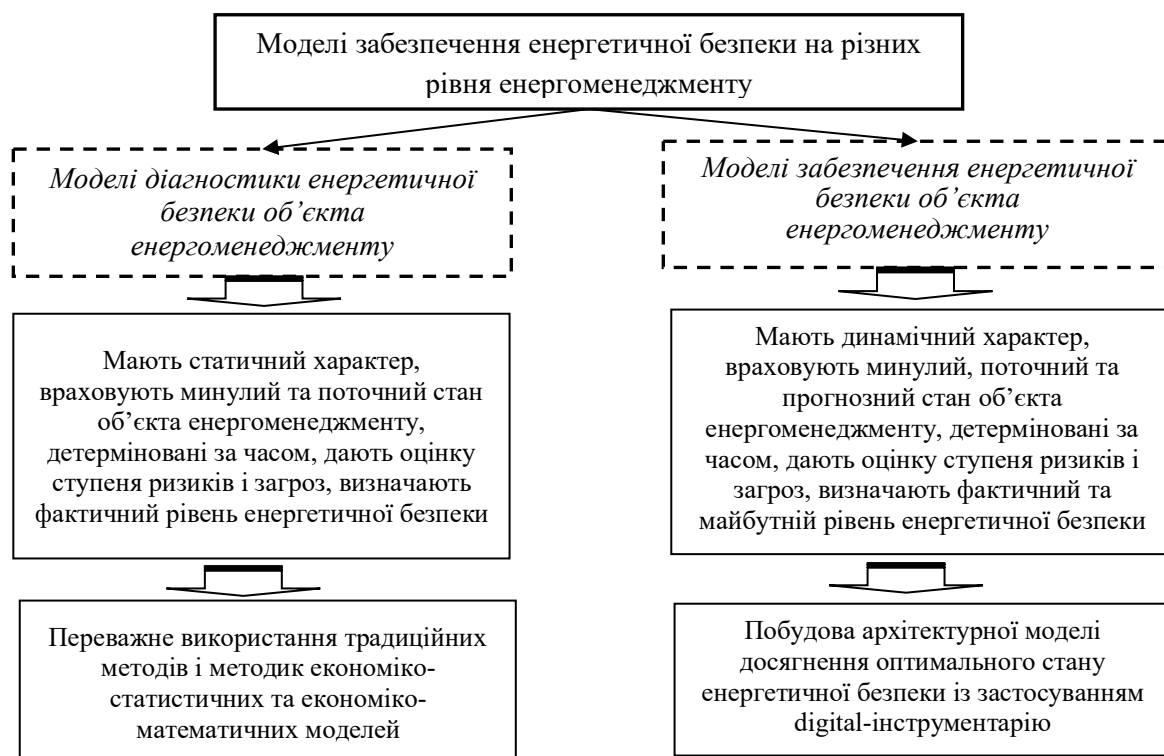 Моделі забезпечення енергетичної безпеки на різних
рівня енергоменеджменту
Моделі діагностики енергетичної
безпеки об’єкта
енергоменеджменту
Моделі забезпечення енергетичної
безпеки об’єкта
енергоменеджменту
Мають статичний характер,
враховують минулий та поточний стан
об’єкта енергоменеджменту,
детерміновані за часом, дають оцінку
ступеня ризиків і загроз, визначають
фактичний рівень енергетичної безпеки
Мають динамічний характер,
враховують минулий, поточний та
прогнозний стан об’єкта
енергоменеджменту, детерміновані за
часом, дають оцінку ступеня ризиків і
загроз, визначають фактичний та
майбутній рівень енергетичної безпеки
Переважне використання традиційних
методів і методик економіко-
статистичних та економіко-
математичних моделей
Побудова архітектурної моделі
досягнення оптимального стану
енергетичної безпеки із застосуванням
digital-інструментарію